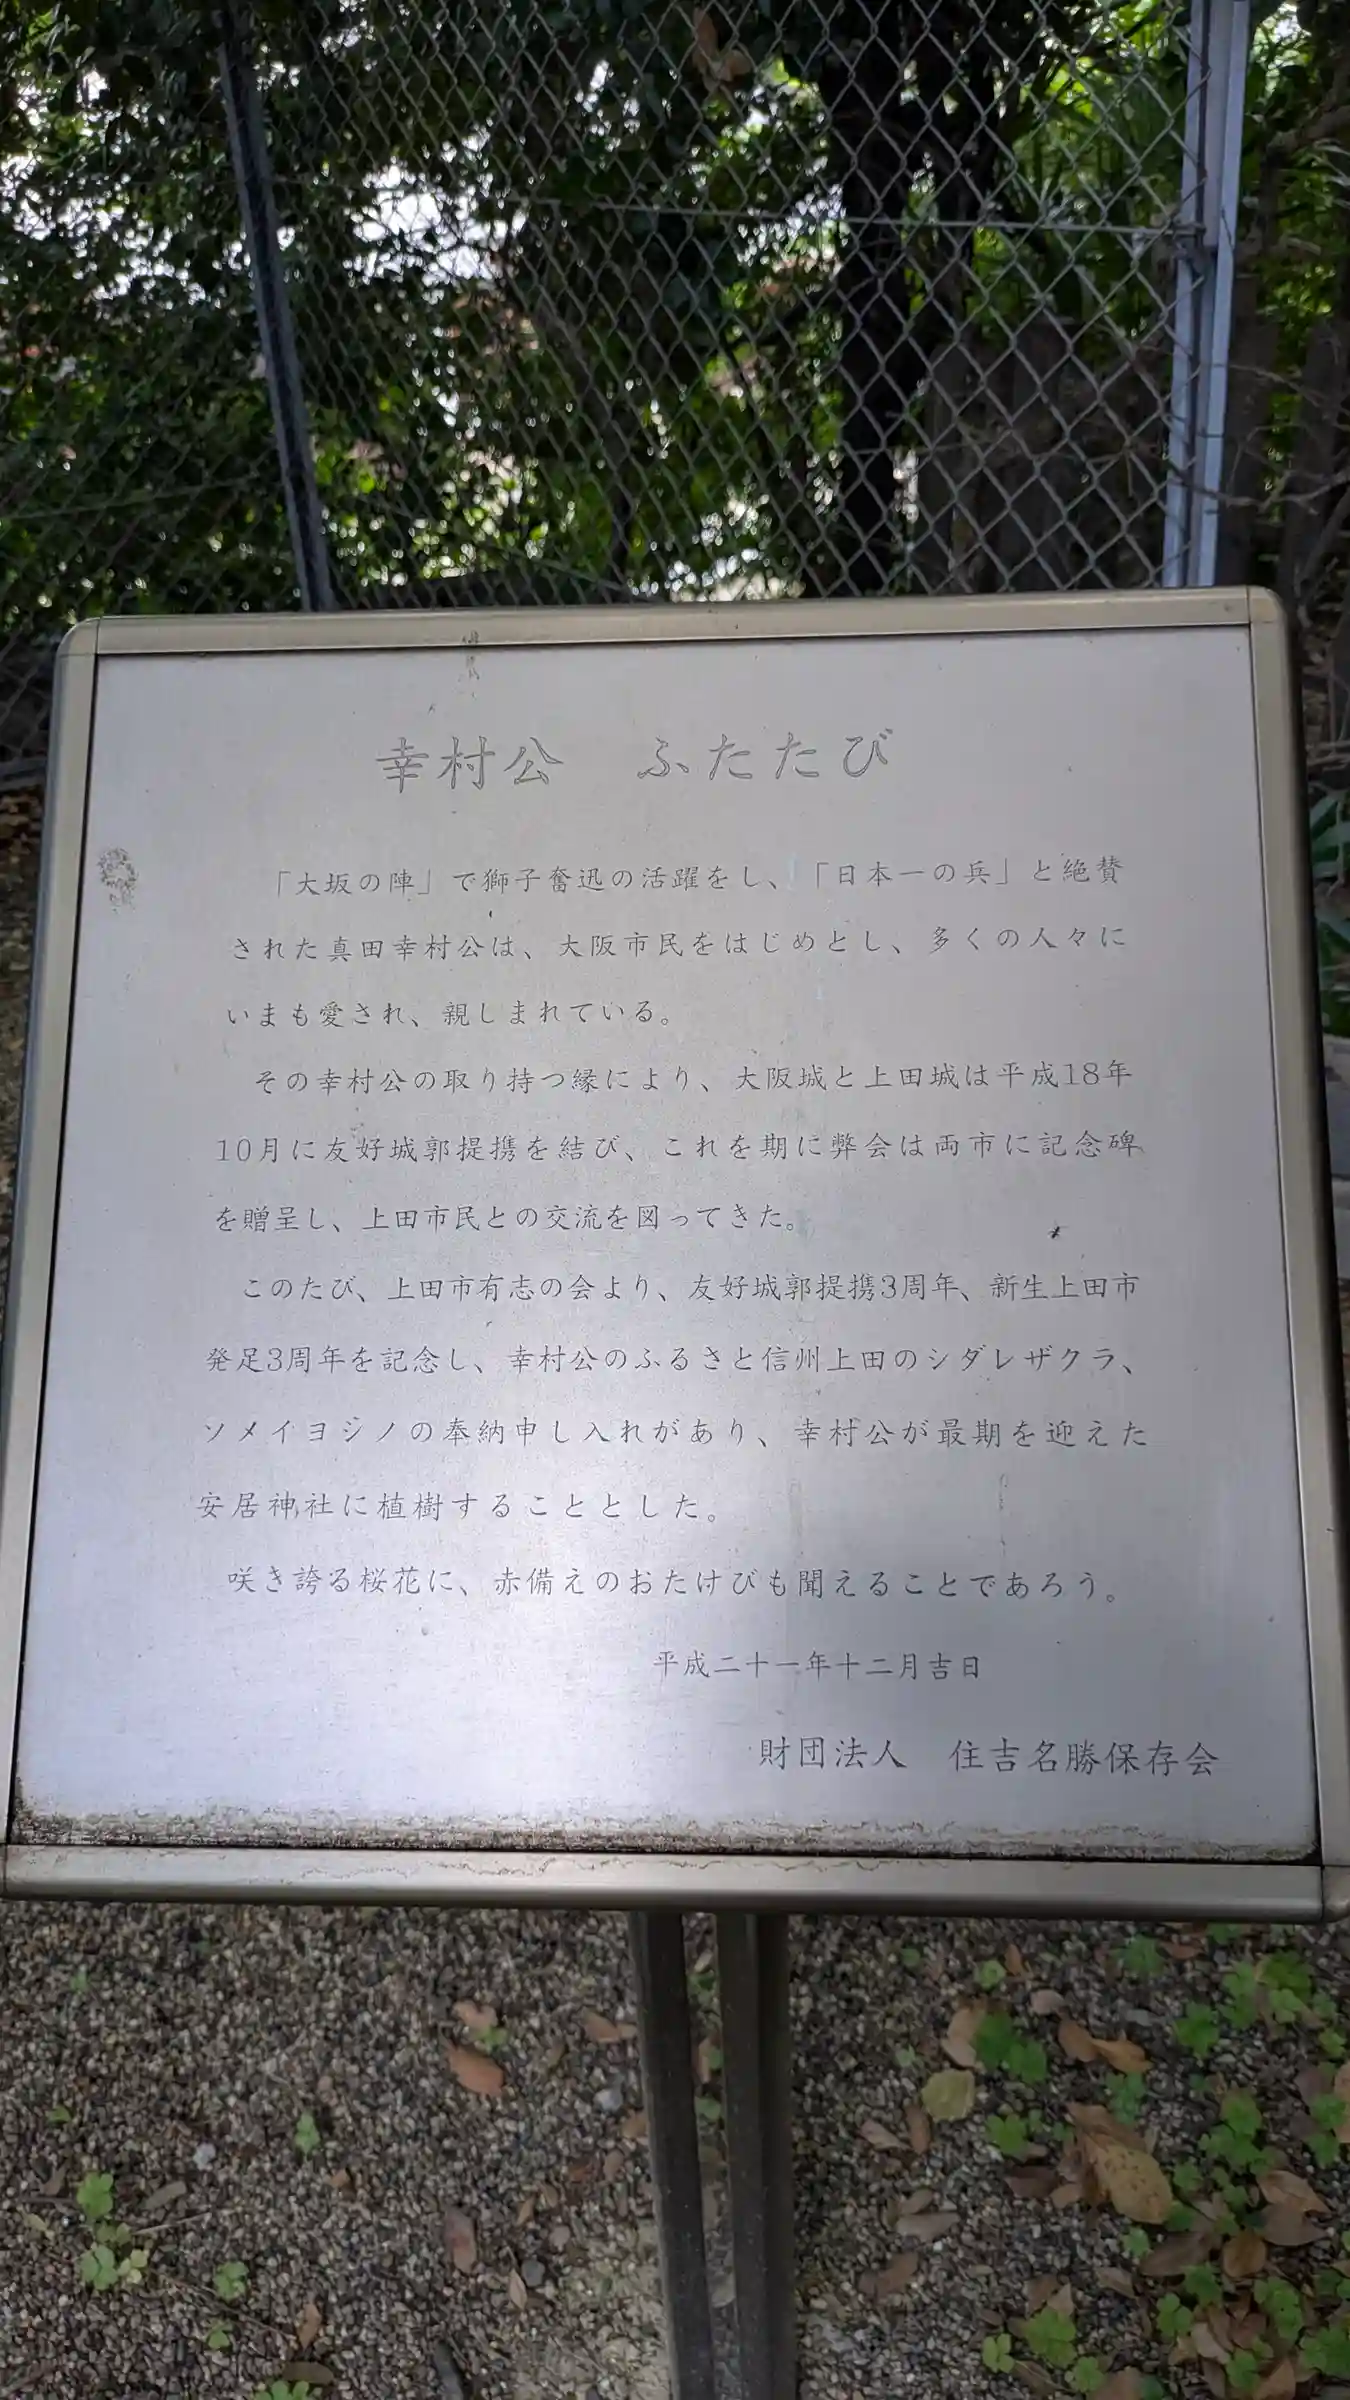 幸村公　ふたたび
「大坂の陣」で獅子奮迅の活躍をし、「日本一の兵」と絶賛
された真田幸村公は、大阪市民をはじめとし、多くの人々に
いまも愛され、親しまれている。
その幸村公の取り持つ縁により、大阪城と上田城は平成18年
10月に友好城郭提携を結び、これを期に弊会は両市に記念碑
を贈呈し、上田市民との交流を図ってきた。
このたび、上田市有志の会より、友好城郭提携3周年、新生上田市
発足3周年を記念し、幸村公のふるさと信州上田のシダレザクラ、
ソメイヨシノの奉納申し入れがあり、幸村公が最期を迎えた
安居神社に植樹することとした。
咲き誇る桜花に、赤備えのおたけびも聞えることであろう。
平成二十一年十二月吉日
財団法人　住吉名勝保存会